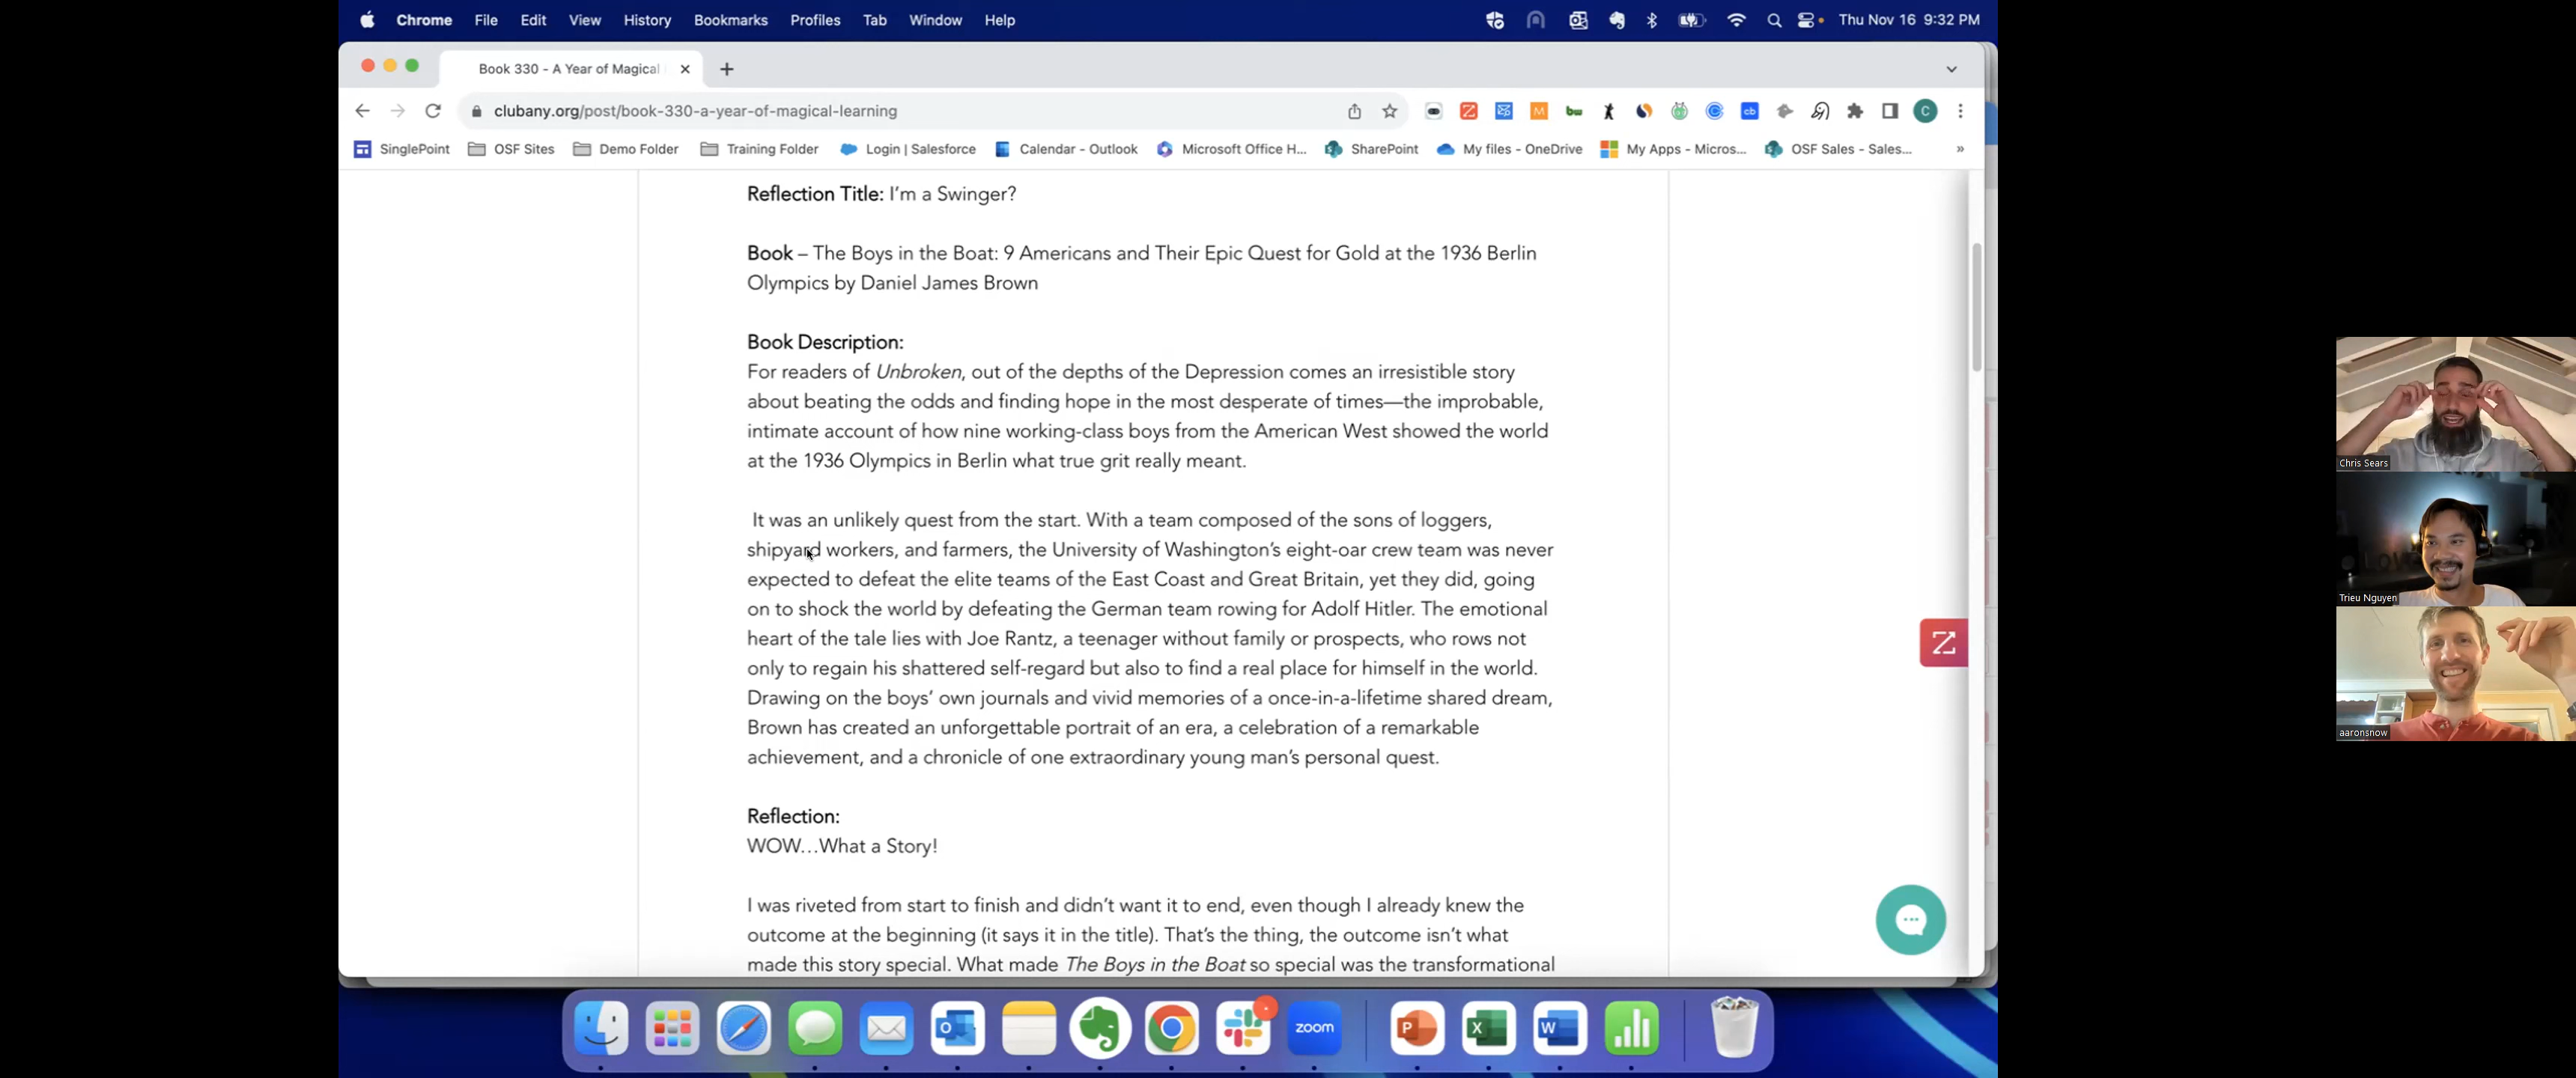 Chrome File Edit View History Bookmarks Profiles Tab Window Help Thu Nov 16 9:32 PM
Book 330 - A Year of Magical
clubany.org/post/book-330-a-year-of-magical-learning
SinglePoint OSF Sites Demo Folder Training Folder Login | Salesforce Calendar - Outlook Microsoft Office H... SharePoint My files - OneDrive My Apps - Micros... OSF Sales - Sales... »
Reflection Title: I'm a Swinger?
Book – The Boys in the Boat: 9 Americans and Their Epic Quest for Gold at the 1936 Berlin
Olympics by Daniel James Brown
Book Description:
For readers of Unbroken, out of the depths of the Depression comes an irresistible story
about beating the odds and finding hope in the most desperate of times—the improbable,
intimate account of how nine working-class boys from the American West showed the world
at the 1936 Olympics in Berlin what true grit really meant.
It was an unlikely quest from the start. With a team composed of the sons of loggers,
shipyard workers, and farmers, the University of Washington's eight-oar crew team was never
expected to defeat the elite teams of the East Coast and Great Britain, yet they did, going
on to shock the world by defeating the German team rowing for Adolf Hitler. The emotional
heart of the tale lies with Joe Rantz, a teenager without family or prospects, who rows not
only to regain his shattered self-regard but also to find a real place for himself in the world.
Drawing on the boys' own journals and vivid memories of a once-in-a-lifetime shared dream,
Brown has created an unforgettable portrait of an era, a celebration of a remarkable
achievement, and a chronicle of one extraordinary young man's personal quest.
Reflection:
WOW…What a Story!
I was riveted from start to finish and didn't want it to end, even though I already knew the
outcome at the beginning (it says it in the title). That's the thing, the outcome isn't what
made this story special. What made The Boys in the Boat so special was the transformational
Chris Sears
Trieu Nguyen
aaronsnow
zoom